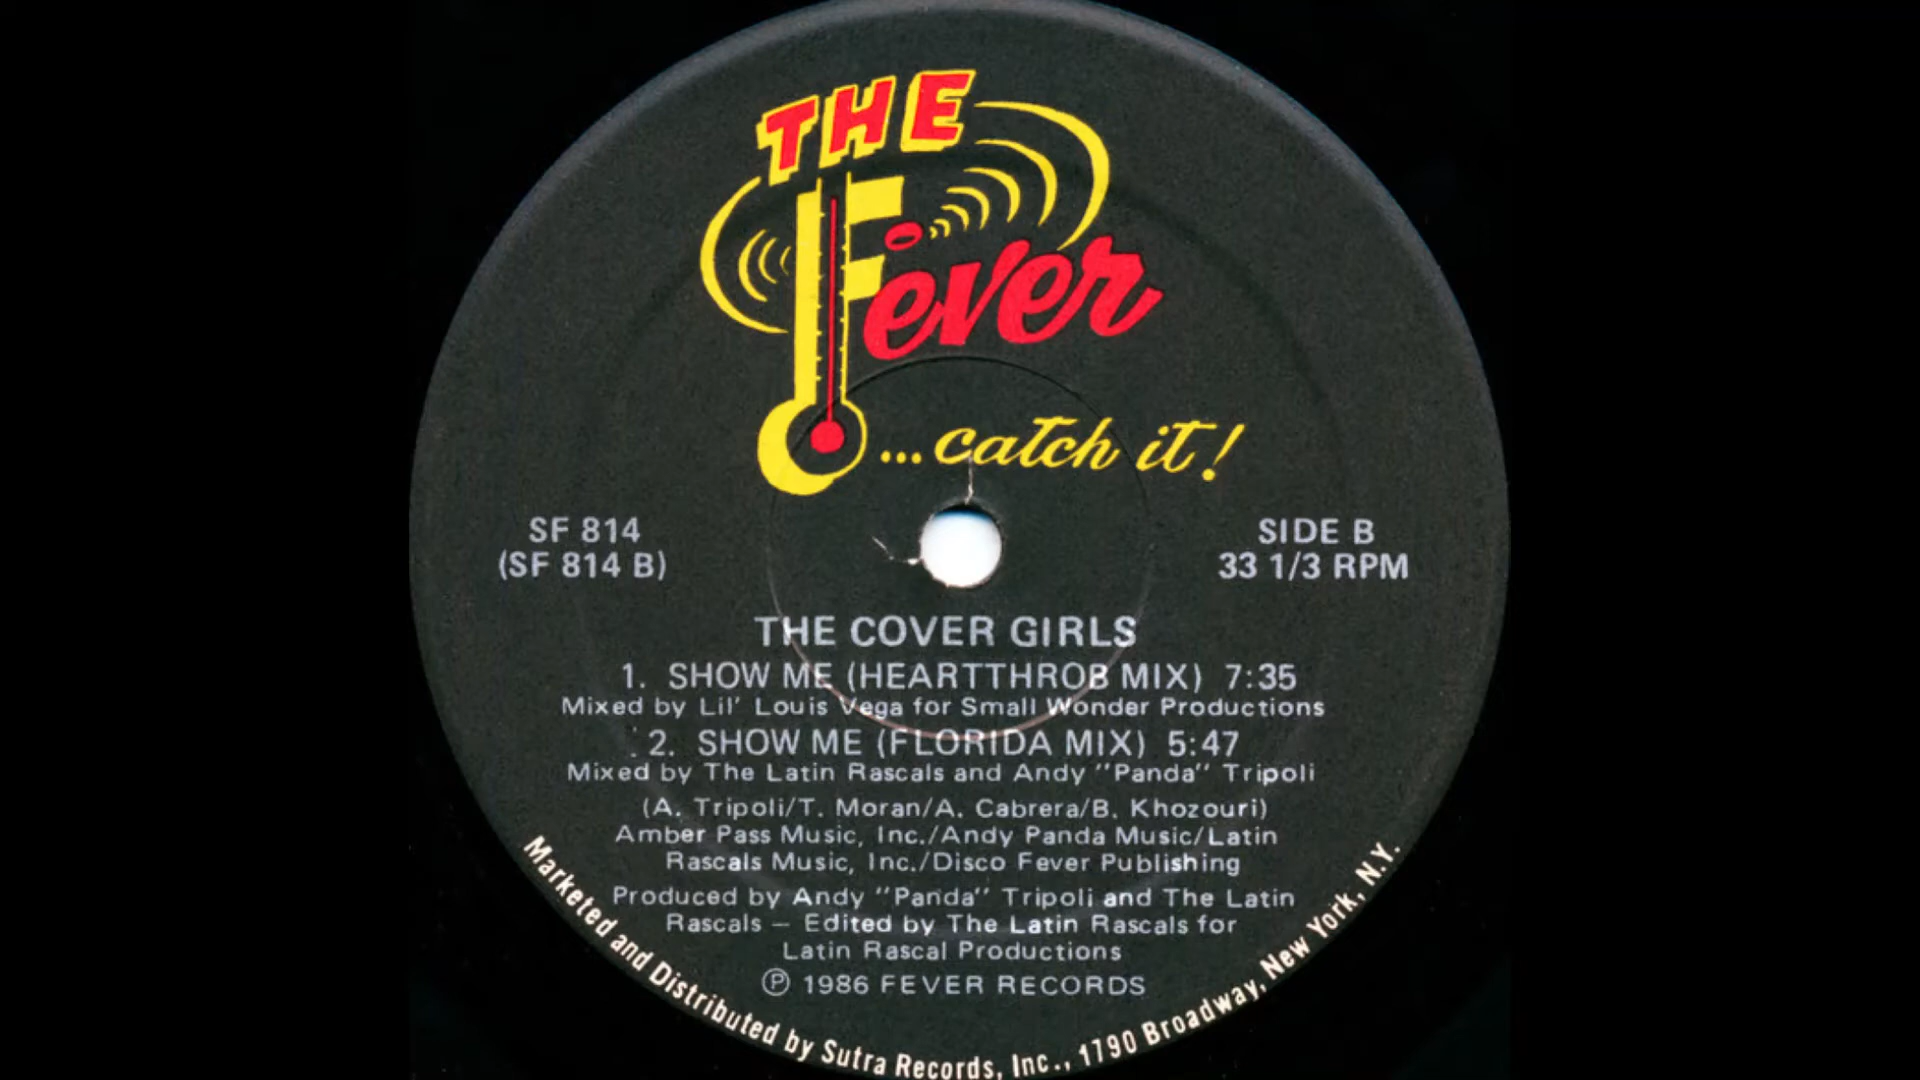 THE
Fever
...catch it!
SF 814
(SF 814 B)
SIDE B
33 1/3 RPM
THE COVER GIRLS
1. SHOW ME (HEARTTHROB MIX) 7:35
Mixed by Lil' Louis Vega for Small Wonder Productions
2. SHOW ME (FLORIDA MIX) 5:47
Mixed by The Latin Rascals and Andy "Panda" Tripoli
(A. Tripoli/T. Moran/A. Cabrera/B. Khozouri)
Amber Pass Music, Inc./Andy Panda Music/Latin
Rascals Music, Inc./Disco Fever Publishing
Produced by Andy "Panda" Tripoli and The Latin
Rascals — Edited by The Latin Rascals for
Latin Rascal Productions
Ⓟ 1986 FEVER RECORDS
Marketed and Distributed by Sutra Records, Inc., 1790 Broadway, New York, N.Y.